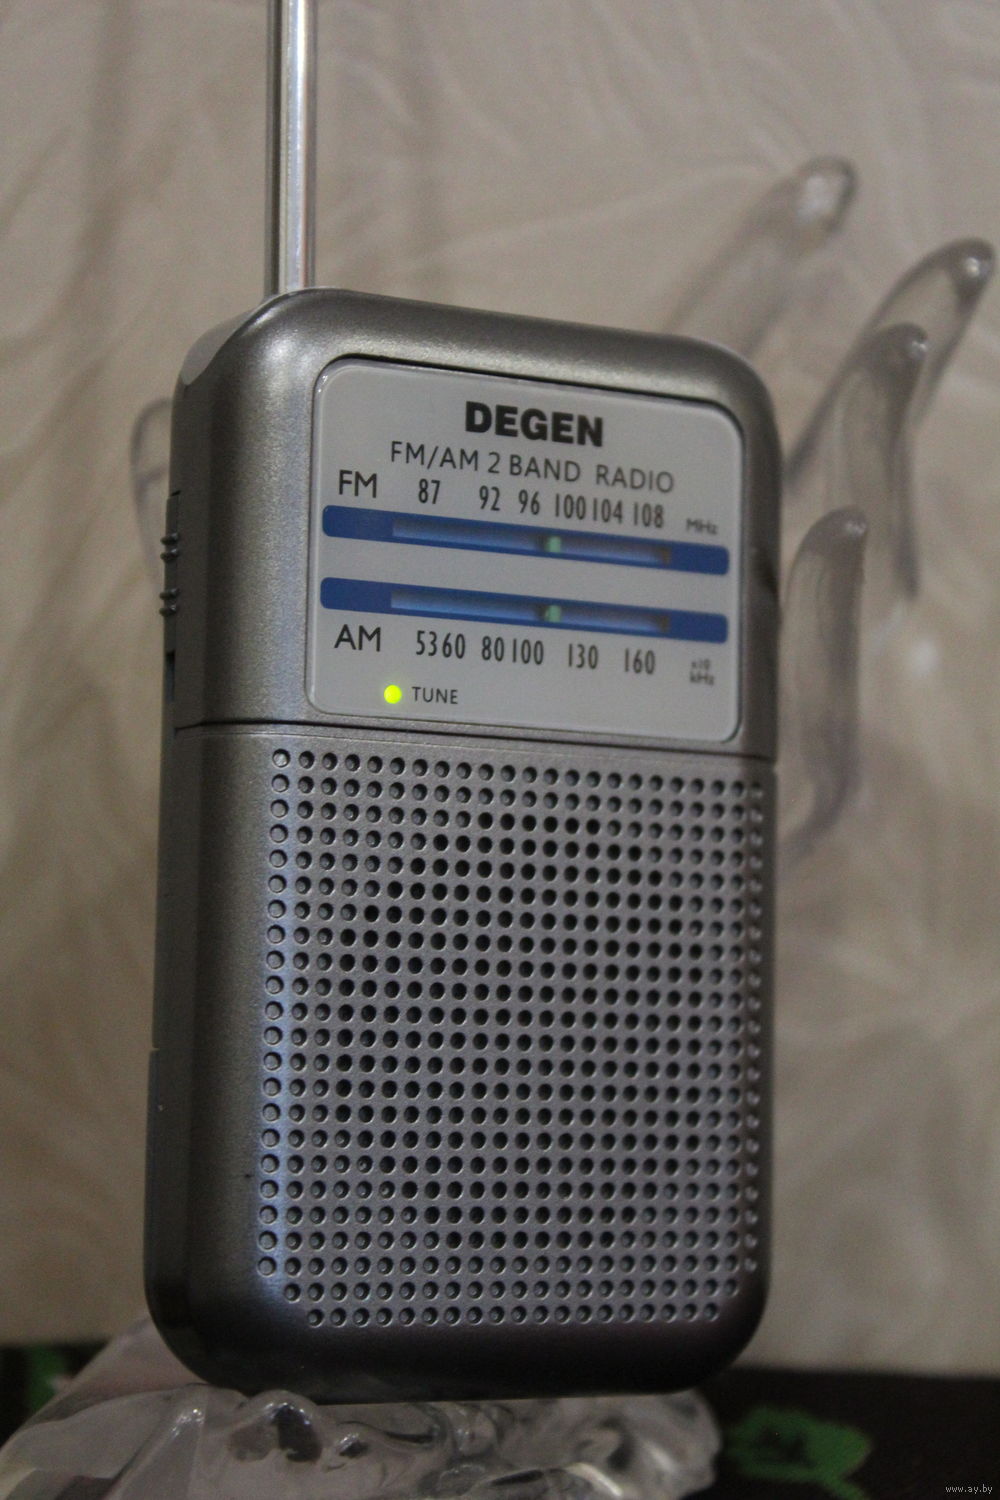 DEGEN
FM/AM 2 BAND RADIO
FM 87 92 96 100 104 108 MHz
AM 53 60 80 100 130 160 x10 kHz
TUNE
www.ay.by